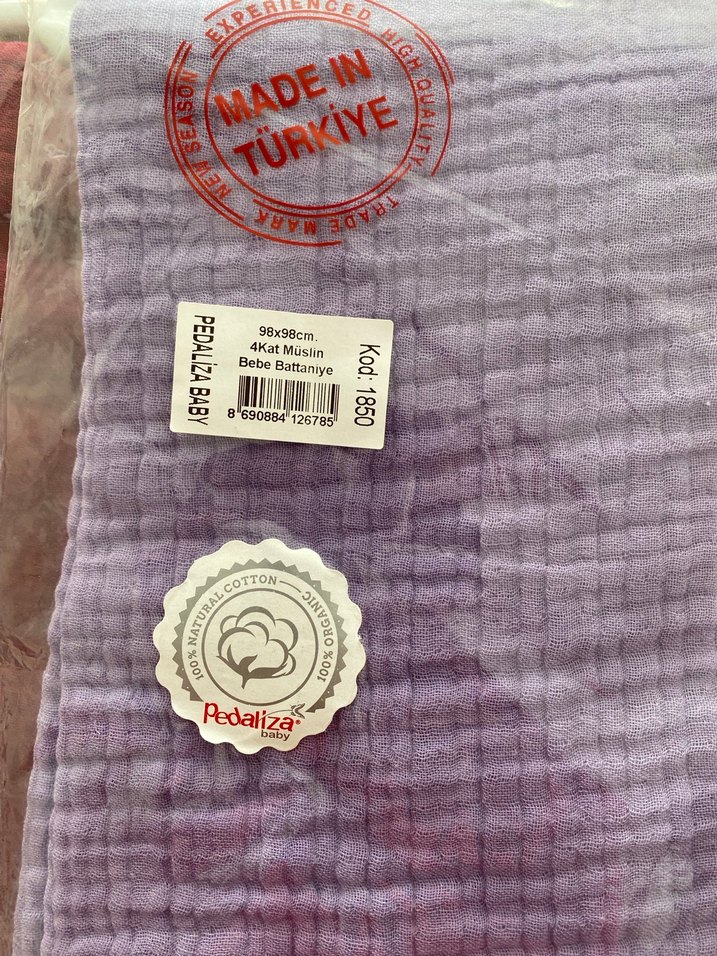 EXPERIENCED HIGH QUALITY
NEW SEASON
MADE IN
TÜRKİYE
TRADE MARK
PEDALİZA BABY
98x98cm.
4Kat Müslin
Bebe Battaniye
8 690884 126785
Kod: 1850
100% NATURAL COTTON
100% ORGANIC
Pedaliza®
baby